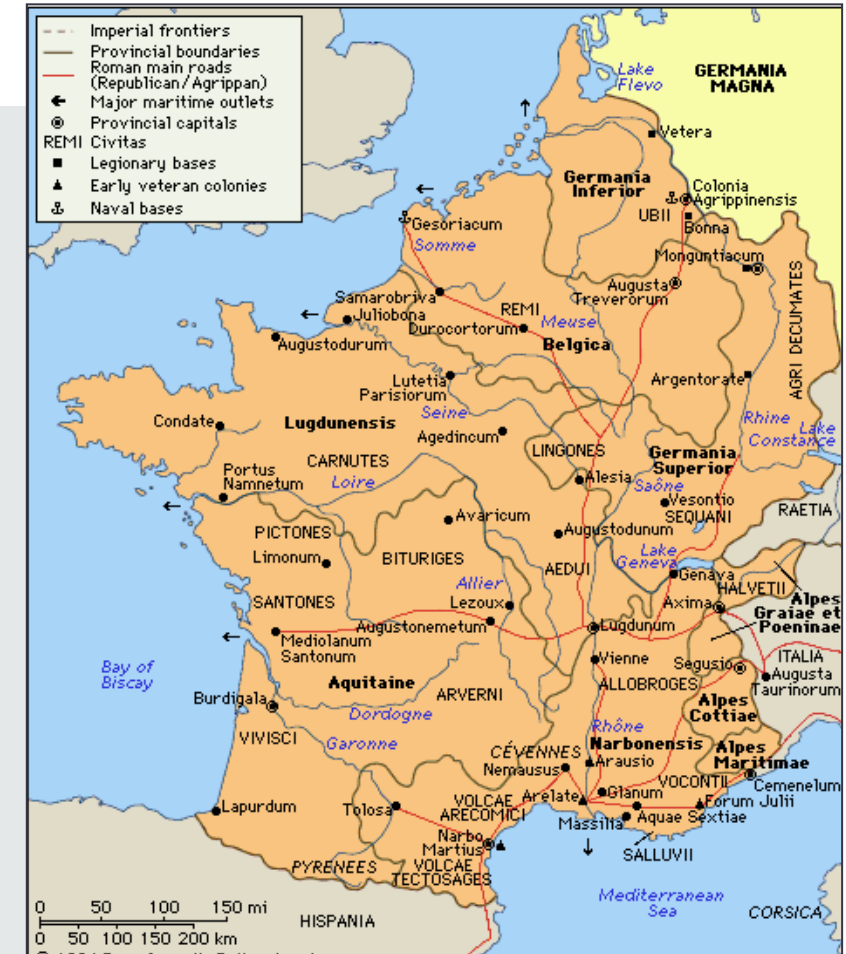 Imperial frontiers
Provincial boundaries
Roman main roads
(Republican/Agrippan)
Major maritime outlets
Provincial capitals
REMI Civitas
Legionary bases
Early veteran colonies
Naval bases
Lake
Flevo
GERMANIA
MAGNA
Vetera
Germania
Inferior
Colonia
Agrippinensis
UBII
Bonna
Gesoriacum
Somme
Monguntiacum
Augusta
Treverorum
AGRI DECUMATES
Samarobriva
Juliobona
REMI
Durocortorum
Meuse
Belgica
Augustodurum
Lutetia
Parisiorum
Argentorate
Seine
Rhine
Lake
Constance
Condate
Lugdunensis
Agedincum
LINGONES
Germania
Superior
CARNUTES
Loire
Portus
Namnetum
Alesia
Saône
Vesontio
SEQUANI
RAETIA
Avaricum
Augustodunum
PICTONES
Limonum
BITURIGES
AEDUI
Lake
Geneva
Genava
HALVETII
Allier
Lezoux
Axima
Alpes
Graiae et
Poeninae
SANTONES
Augustonemetum
Lugdunum
Mediolanum
Santonum
Vienne
Segusio
ITALIA
Augusta
Taurinorum
Bay of
Biscay
Aquitaine
ARVERNI
ALLOBROGES
Alpes
Cottiae
Burdigala
Dordogne
VIVISCI
Garonne
Rhône
Narbonensis
Alpes
Maritimae
CÉVENNES
Nemausus
Arausio
VOCONTII
Cemenelum
Lapurdum
Tolosa
VOLCAE
ARECOMICI
Arelate
Glanum
Forum Julii
Massilia
Aquae Sextiae
Narbo
Martius
SALLUVII
PYRENEES
VOLCAE
TECTOSAGES
Mediterranean
Sea
CORSICA
HISPANIA
0 50 100 150 mi
0 50 100 150 200 km